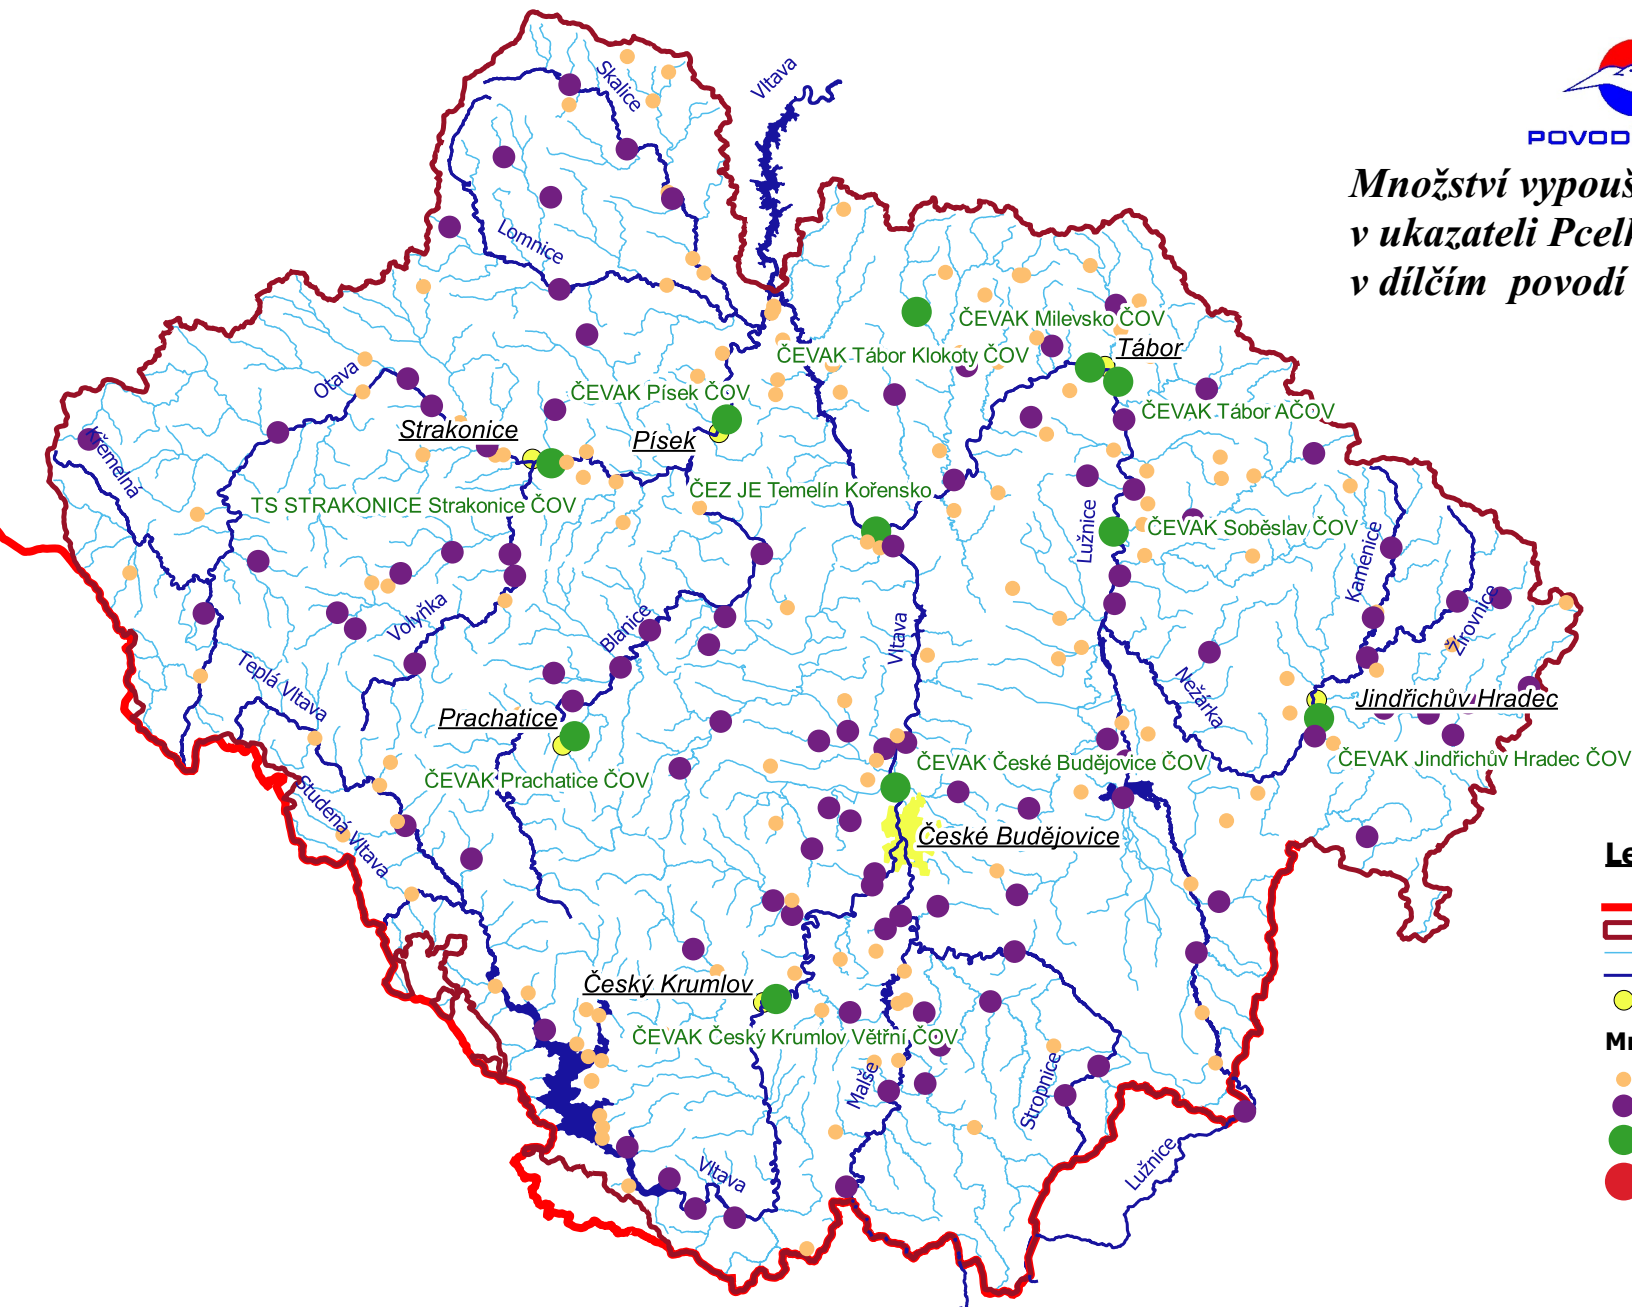 Skalice
Vltava
POVOD
Množství vypouš
v ukazateli Pcelk
v dílčím povodí
Lomnice
ČEVAK Milevsko ČOV
Tábor
ČEVAK Tábor Klokoty ČOV
Otava
ČEVAK Písek ČOV
ČEVAK Tábor AČOV
Strakonice
Písek
Křemelná
TS STRAKONICE Strakonice ČOV
ČEZ JE Temelín Kořensko
Lužnice
ČEVAK Soběslav ČOV
Kamenice
Volyňka
Blanice
Vltava
Žirovnice
Teplá Vltava
Nežárka
Jindřichův Hradec
Prachatice
ČEVAK Prachatice ČOV
ČEVAK České Budějovice ČOV
ČEVAK Jindřichův Hradec ČOV
Studená Vltava
České Budějovice
Le
Český Krumlov
ČEVAK Český Krumlov Větřní ČOV
Mn
Malše
Stropnice
Vltava
Lužnice